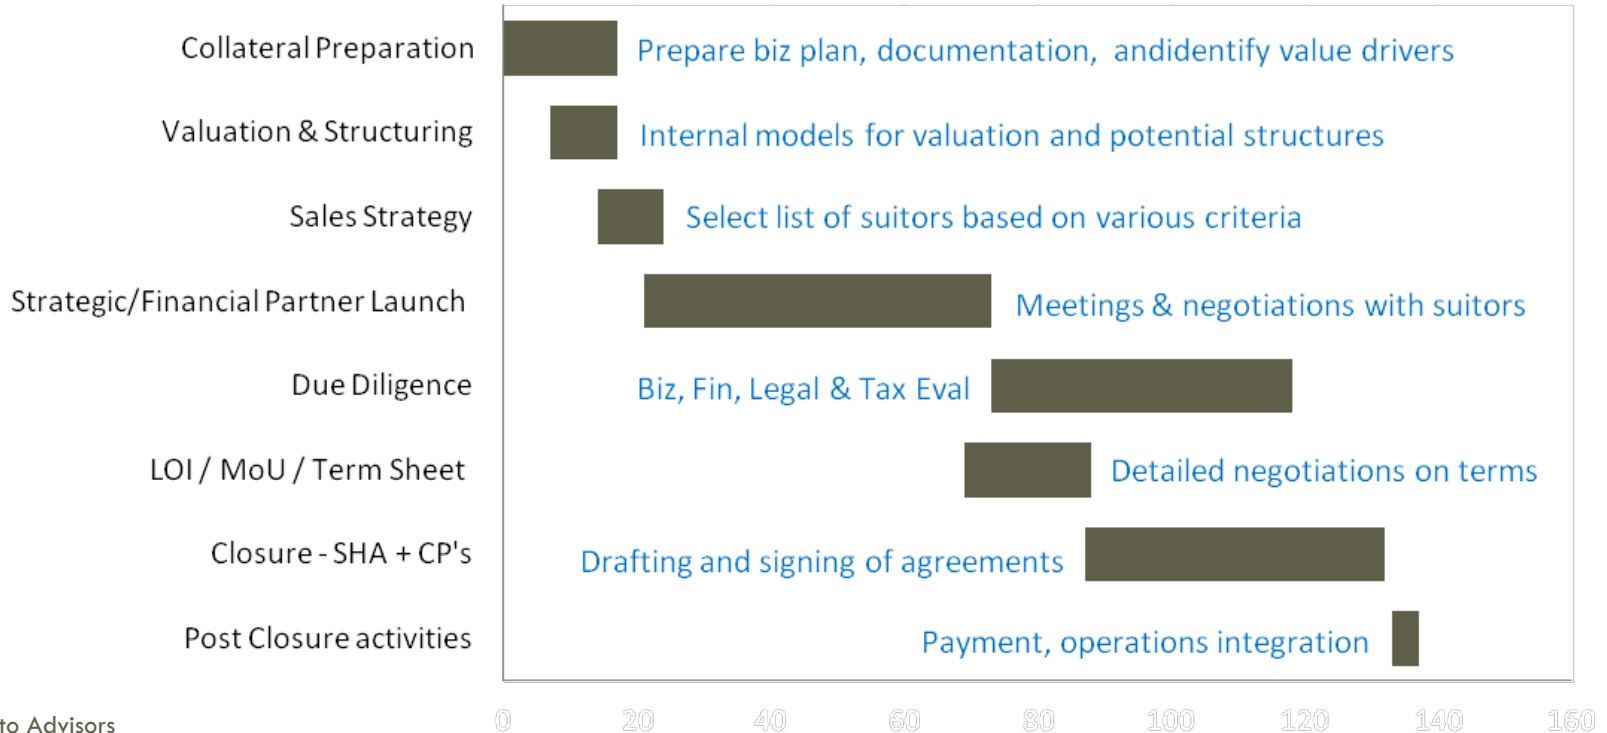 Collateral Preparation Prepare biz plan, documentation, andidentify value drivers
Valuation & Structuring Internal models for valuation and potential structures
Sales Strategy Select list of suitors based on various criteria
Strategic/Financial Partner Launch Meetings & negotiations with suitors
Due Diligence Biz, Fin, Legal & Tax Eval
LOI / MoU / Term Sheet Detailed negotiations on terms
Closure - SHA + CP's Drafting and signing of agreements
Post Closure activities Payment, operations integration
to Advisors 0 20 40 60 80 100 120 140 160